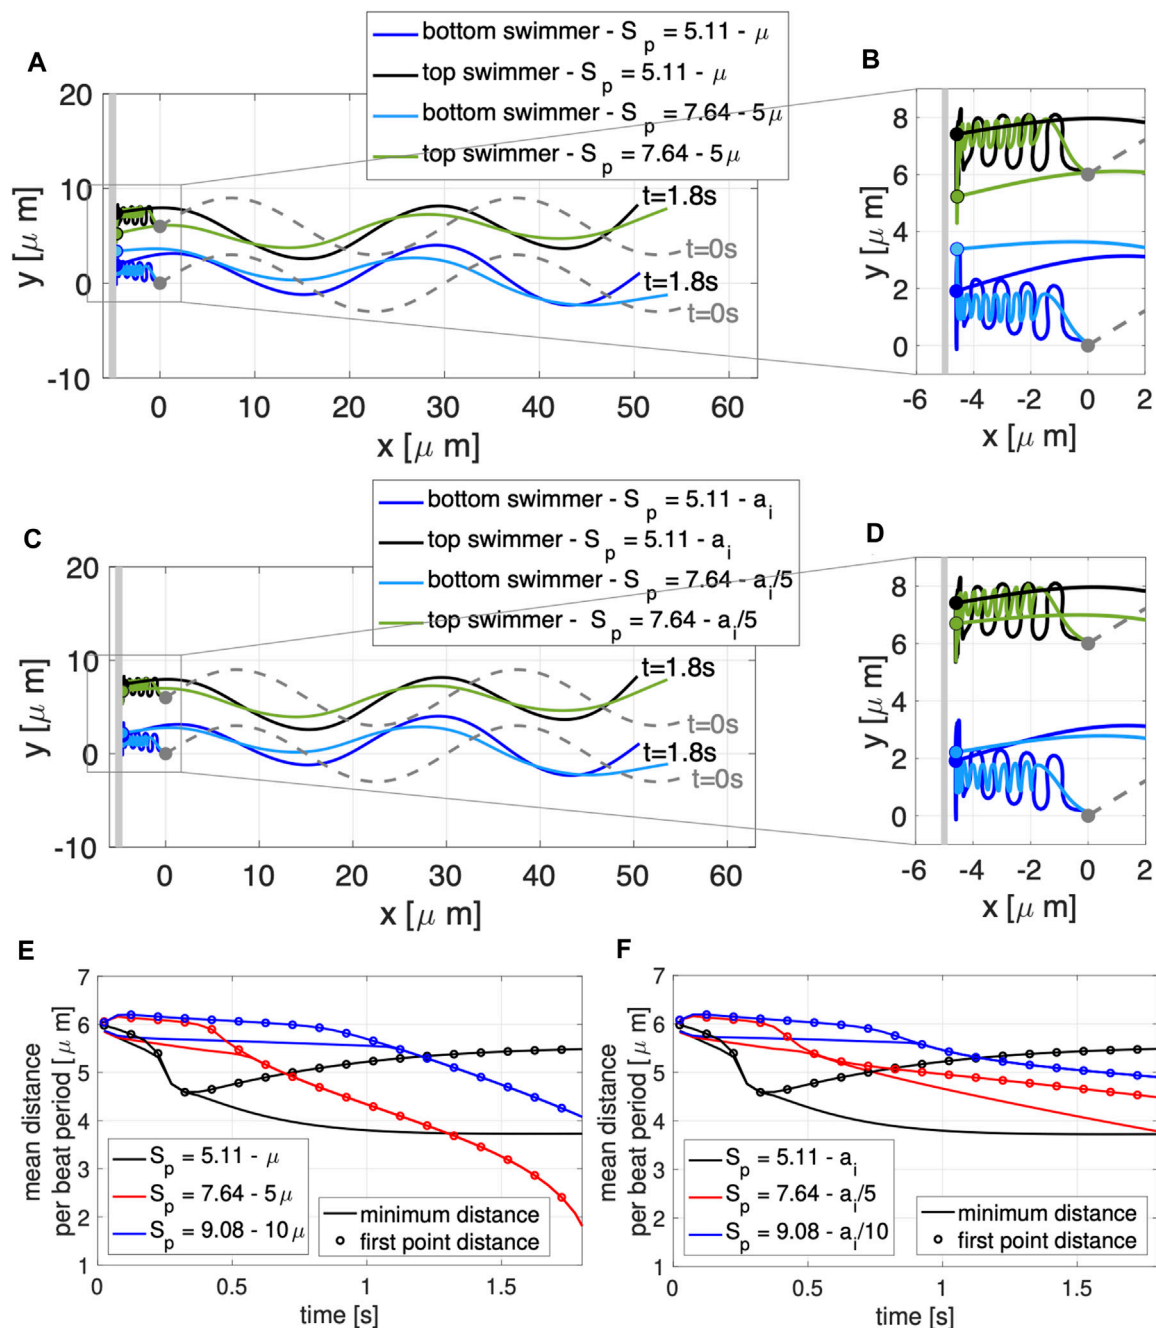 bottom swimmer - S_p = 5.11 - μ
top swimmer - S_p = 5.11 - μ
bottom swimmer - S_p = 7.64 - 5μ
top swimmer - S_p = 7.64 - 5μ
A
20
10
0
-10
y [μ m]
t=1.8s
t=0s
t=1.8s
t=0s
0 10 20 30 40 50 60
x [μ m]
B
8
6
4
2
0
y [μ m]
-6 -4 -2 0 2
x [μ m]
bottom swimmer - S_p = 5.11 - a_i
top swimmer - S_p = 5.11 - a_i
bottom swimmer - S_p = 7.64 - a_i/5
top swimmer - S_p = 7.64 - a_i/5
C
20
10
0
-10
y [μ m]
t=1.8s
t=0s
t=1.8s
t=0s
0 10 20 30 40 50 60
x [μ m]
D
8
6
4
2
0
y [μ m]
-6 -4 -2 0 2
x [μ m]
E
7
6
5
4
3
2
1
mean distance
per beat period [μ m]
S_p = 5.11 - μ
S_p = 7.64 - 5μ
S_p = 9.08 - 10μ
minimum distance
first point distance
0 0.5 1 1.5
time [s]
F
7
6
5
4
3
2
1
mean distance
per beat period [μ m]
S_p = 5.11 - a_i
S_p = 7.64 - a_i/5
S_p = 9.08 - a_i/10
minimum distance
first point distance
0 0.5 1 1.5
time [s]